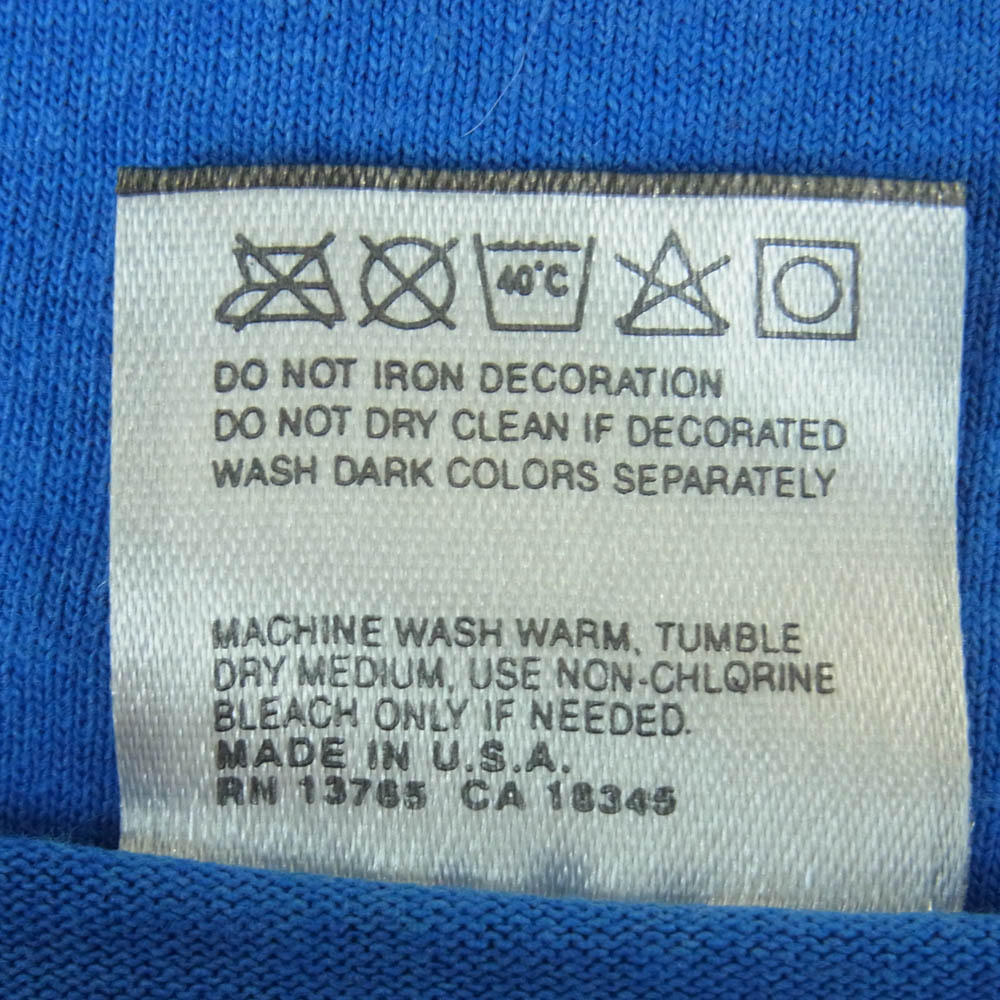 40°C
DO NOT IRON DECORATION
DO NOT DRY CLEAN IF DECORATED
WASH DARK COLORS SEPARATELY
MACHINE WASH WARM, TUMBLE
DRY MEDIUM, USE NON-CHLORINE
BLEACH ONLY IF NEEDED.
MADE IN U.S.A.
RN 13765 CA 18345